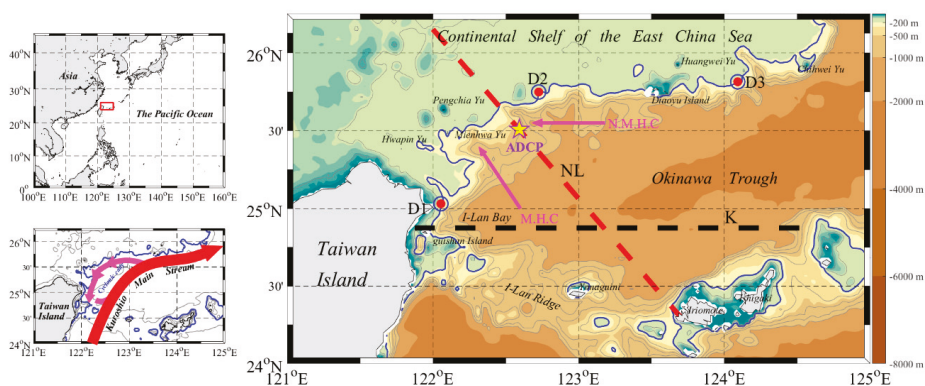 40°N
30°N
20°N
10°N
0°
100°E 110°E 120°E 130°E 140°E 150°E 160°E
Asia
The Pacific Ocean
26°N
30'
25°N
30'
24°N
121°E 122°E 123°E 124°E 125°E
Taiwan
Island
Kuroshio Main Stream
26°N
30'
25°N
30'
24°N
121°E 122°E 123°E 124°E 125°E
Continental Shelf of the East China Sea
Huangwei Yu
Chihwei Yu
D2
D3
Pengchia Yu
Diaoyu Island
N.M.H.C
Hwapin Yu
Mienhwa Yu
ADCP
NL
Okinawa Trough
D1
I-Lan Bay
M.H.C
K
guishan Island
Taiwan
Island
I-Lan Ridge
Yonaguini
Iriomote
Ishigaki
-200 m
-500 m
-1000 m
-2000 m
-4000 m
-6000 m
-8000 m